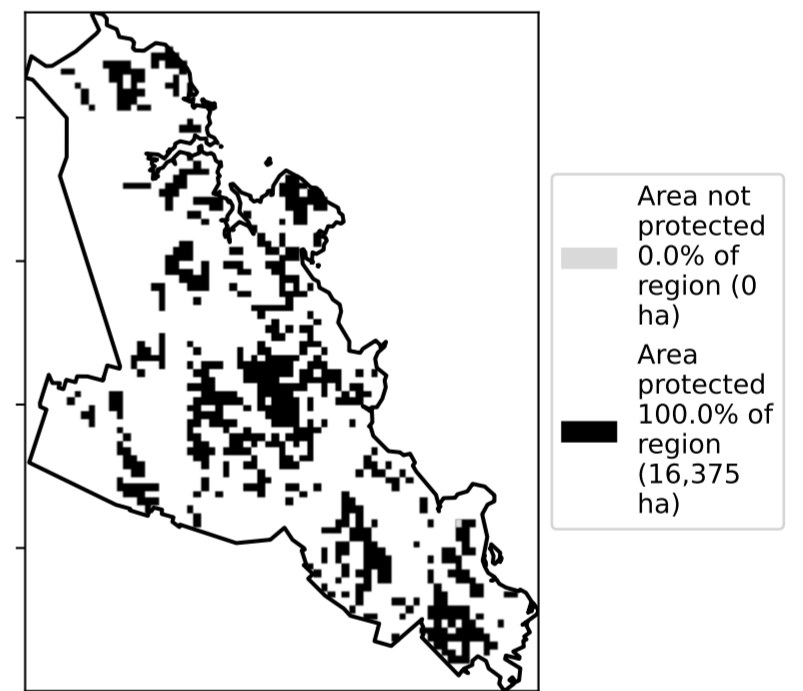 Area not
protected
0.0% of
region (0
ha)
Area
protected
100.0% of
region
(16,375
ha)